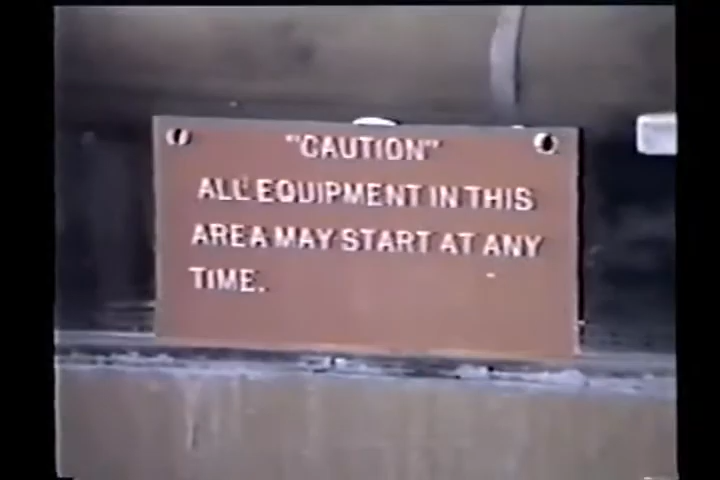 "CAUTION"
ALL EQUIPMENT IN THIS
AREA MAY START AT ANY
TIME.